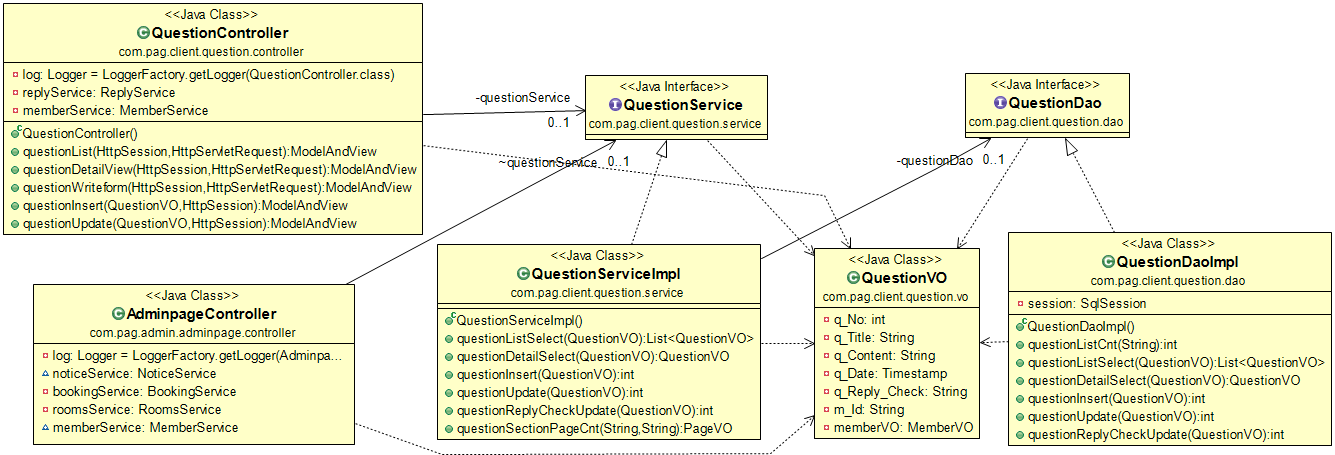 <<Java Class>>
QuestionController
com.pag.client.question.controller
log: Logger = LoggerFactory.getLogger(QuestionController.class)
replyService: ReplyService
memberService: MemberService
QuestionController()
questionList(HttpSession,HttpServletRequest):ModelAndView
questionDetailView(HttpSession,HttpServletRequest):ModelAndView
questionWriteform(HttpSession,HttpServletRequest):ModelAndView
questionInsert(QuestionVO,HttpSession):ModelAndView
questionUpdate(QuestionVO,HttpSession):ModelAndView
-questionService
0..1
<<Java Interface>>
QuestionService
com.pag.client.question.service
~questionService
0..1
<<Java Interface>>
QuestionDao
com.pag.client.question.dao
-questionDao
0..1
<<Java Class>>
AdminpageController
com.pag.admin.adminpage.controller
log: Logger = LoggerFactory.getLogger(Adminpa...
noticeService: NoticeService
bookingService: BookingService
roomsService: RoomsService
memberService: MemberService
<<Java Class>>
QuestionServiceImpl
com.pag.client.question.service
QuestionServiceImpl()
questionListSelect(QuestionVO):List<QuestionVO>
questionDetailSelect(QuestionVO):QuestionVO
questionInsert(QuestionVO):int
questionUpdate(QuestionVO):int
questionReplyCheckUpdate(QuestionVO):int
questionSectionPageCnt(String,String):PageVO
<<Java Class>>
QuestionVO
com.pag.client.question.vo
q_No: int
q_Title: String
q_Content: String
q_Date: Timestamp
q_Reply_Check: String
m_Id: String
memberVO: MemberVO
<<Java Class>>
QuestionDaoImpl
com.pag.client.question.dao
session: SqlSession
QuestionDaoImpl()
questionListCnt(String):int
questionListSelect(QuestionVO):List<QuestionVO>
questionDetailSelect(QuestionVO):QuestionVO
questionInsert(QuestionVO):int
questionUpdate(QuestionVO):int
questionReplyCheckUpdate(QuestionVO):int